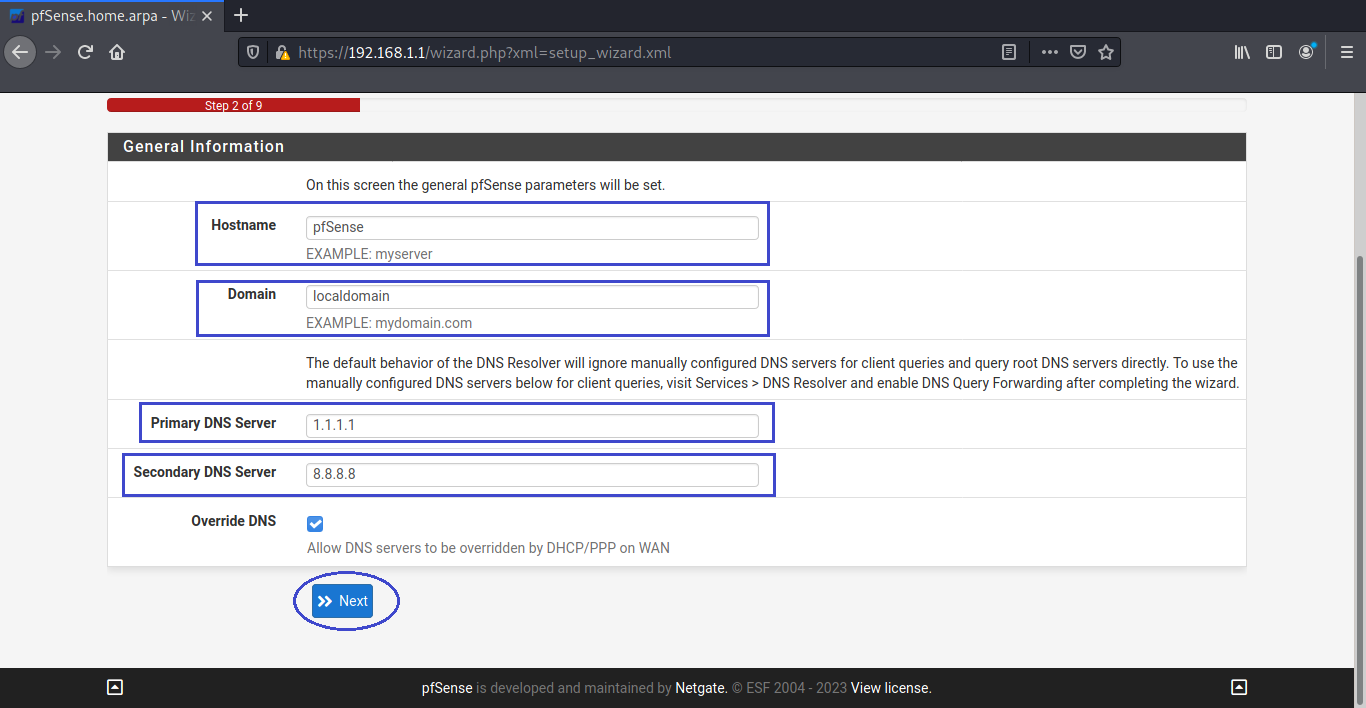 pfSense.home.arpa - Wiz
https://192.168.1.1/wizard.php?xml=setup_wizard.xml
Step 2 of 9
General Information
On this screen the general pfSense parameters will be set.
Hostname
pfSense
EXAMPLE: myserver
Domain
localdomain
EXAMPLE: mydomain.com
The default behavior of the DNS Resolver will ignore manually configured DNS servers for client queries and query root DNS servers directly. To use the
manually configured DNS servers below for client queries, visit Services > DNS Resolver and enable DNS Query Forwarding after completing the wizard.
Primary DNS Server
1.1.1.1
Secondary DNS Server
8.8.8.8
Override DNS
Allow DNS servers to be overridden by DHCP/PPP on WAN
Next
pfSense is developed and maintained by Netgate. © ESF 2004 - 2023 View license.